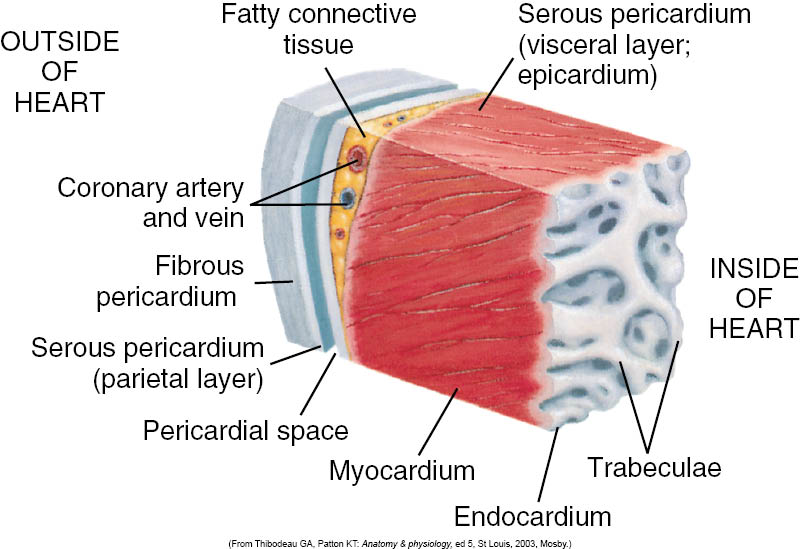 OUTSIDE
OF
HEART
Fatty connective
tissue
Serous pericardium
(visceral layer;
epicardium)
Coronary artery
and vein
Fibrous
pericardium
Serous pericardium
(parietal layer)
Pericardial space
Myocardium
Endocardium
Trabeculae
INSIDE
OF
HEART
(From Thibodeau GA, Patton KT: Anatomy & physiology, ed 5, St Louis, 2003, Mosby.)